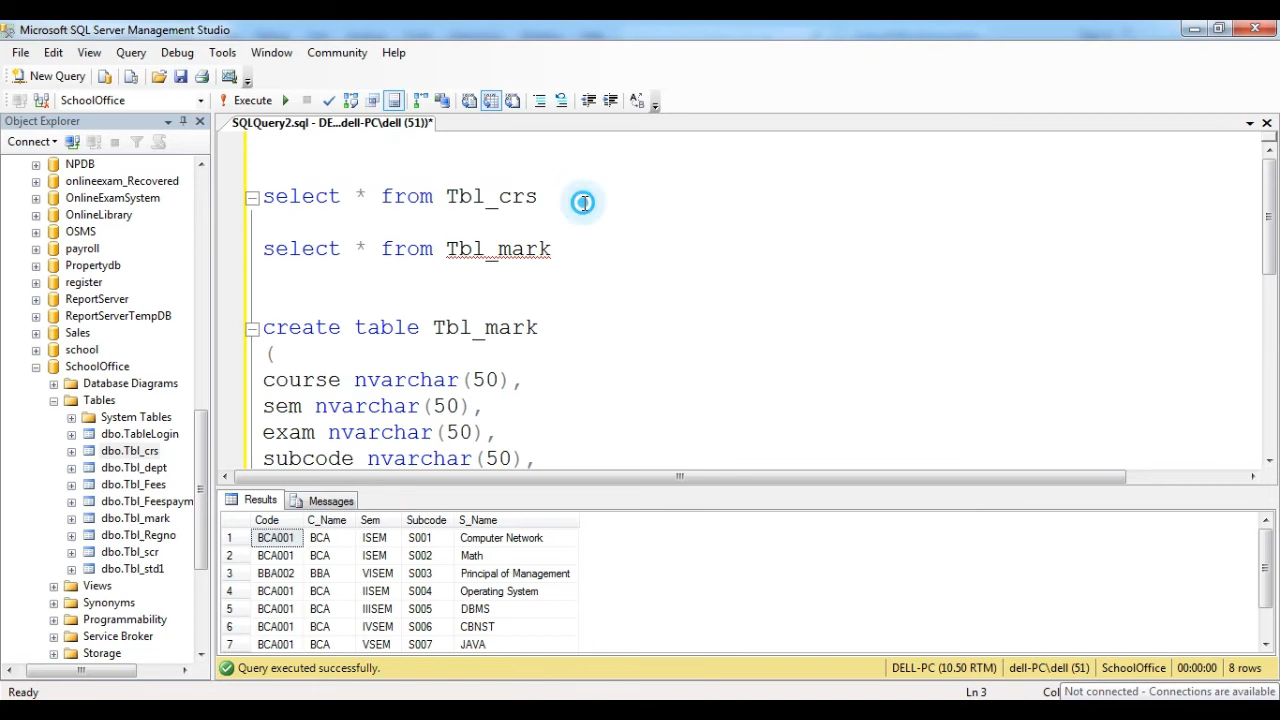 Microsoft SQL Server Management Studio
File Edit View Query Debug Tools Window Community Help
New Query
SchoolOffice Execute
Object Explorer
SQLQuery2.sql - DE...dell-PC\dell (51))*
Connect
NPDB
onlineexam_Recovered
OnlineExamSystem
OnlineLibrary
OSMS
payroll
Propertydb
register
ReportServer
ReportServerTempDB
Sales
school
SchoolOffice
Database Diagrams
Tables
System Tables
dbo.TableLogin
dbo.Tbl_crs
dbo.Tbl_dept
dbo.Tbl_Fees
dbo.Tbl_Feespaym
dbo.Tbl_mark
dbo.Tbl_Regno
dbo.Tbl_scr
dbo.Tbl_std1
Views
Synonyms
Programmability
Service Broker
Storage
select * from Tbl_crs
select * from Tbl_mark
create table Tbl_mark
(
course nvarchar(50),
sem nvarchar(50),
exam nvarchar(50),
subcode nvarchar(50),
Results Messages
Code C_Name Sem Subcode S_Name
1 BCA001 BCA ISEM S001 Computer Network
2 BCA001 BCA ISEM S002 Math
3 BBA002 BBA VISEM S003 Principal of Management
4 BCA001 BCA IISEM S004 Operating System
5 BCA001 BCA IIISEM S005 DBMS
6 BCA001 BCA IVSEM S006 CBNST
7 BCA001 BCA VSEM S007 JAVA
Query executed successfully. DELL-PC (10.50 RTM) dell-PC\dell (51) SchoolOffice 00:00:00 8 rows
Ready Ln 3 Col
Not connected - Connections are available